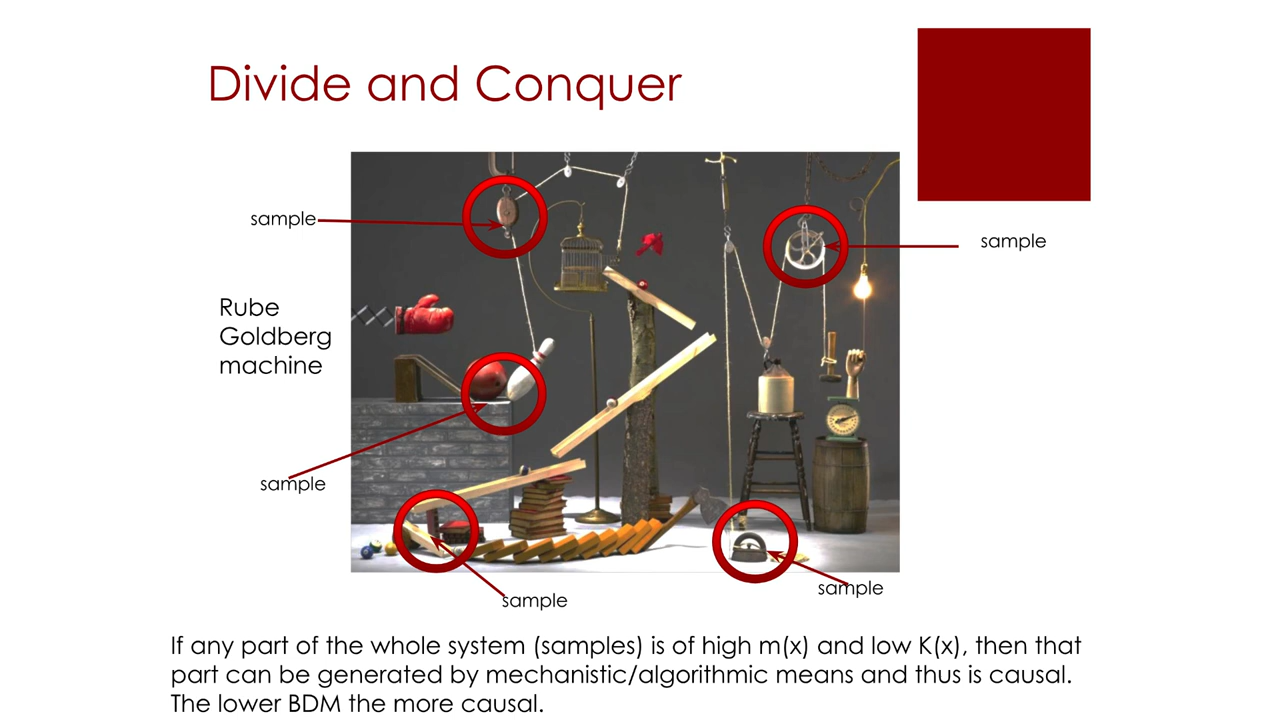 Divide and Conquer
sample
sample
Rube
Goldberg
machine
sample
sample
sample
If any part of the whole system (samples) is of high m(x) and low K(x), then that
part can be generated by mechanistic/algorithmic means and thus is causal.
The lower BDM the more causal.